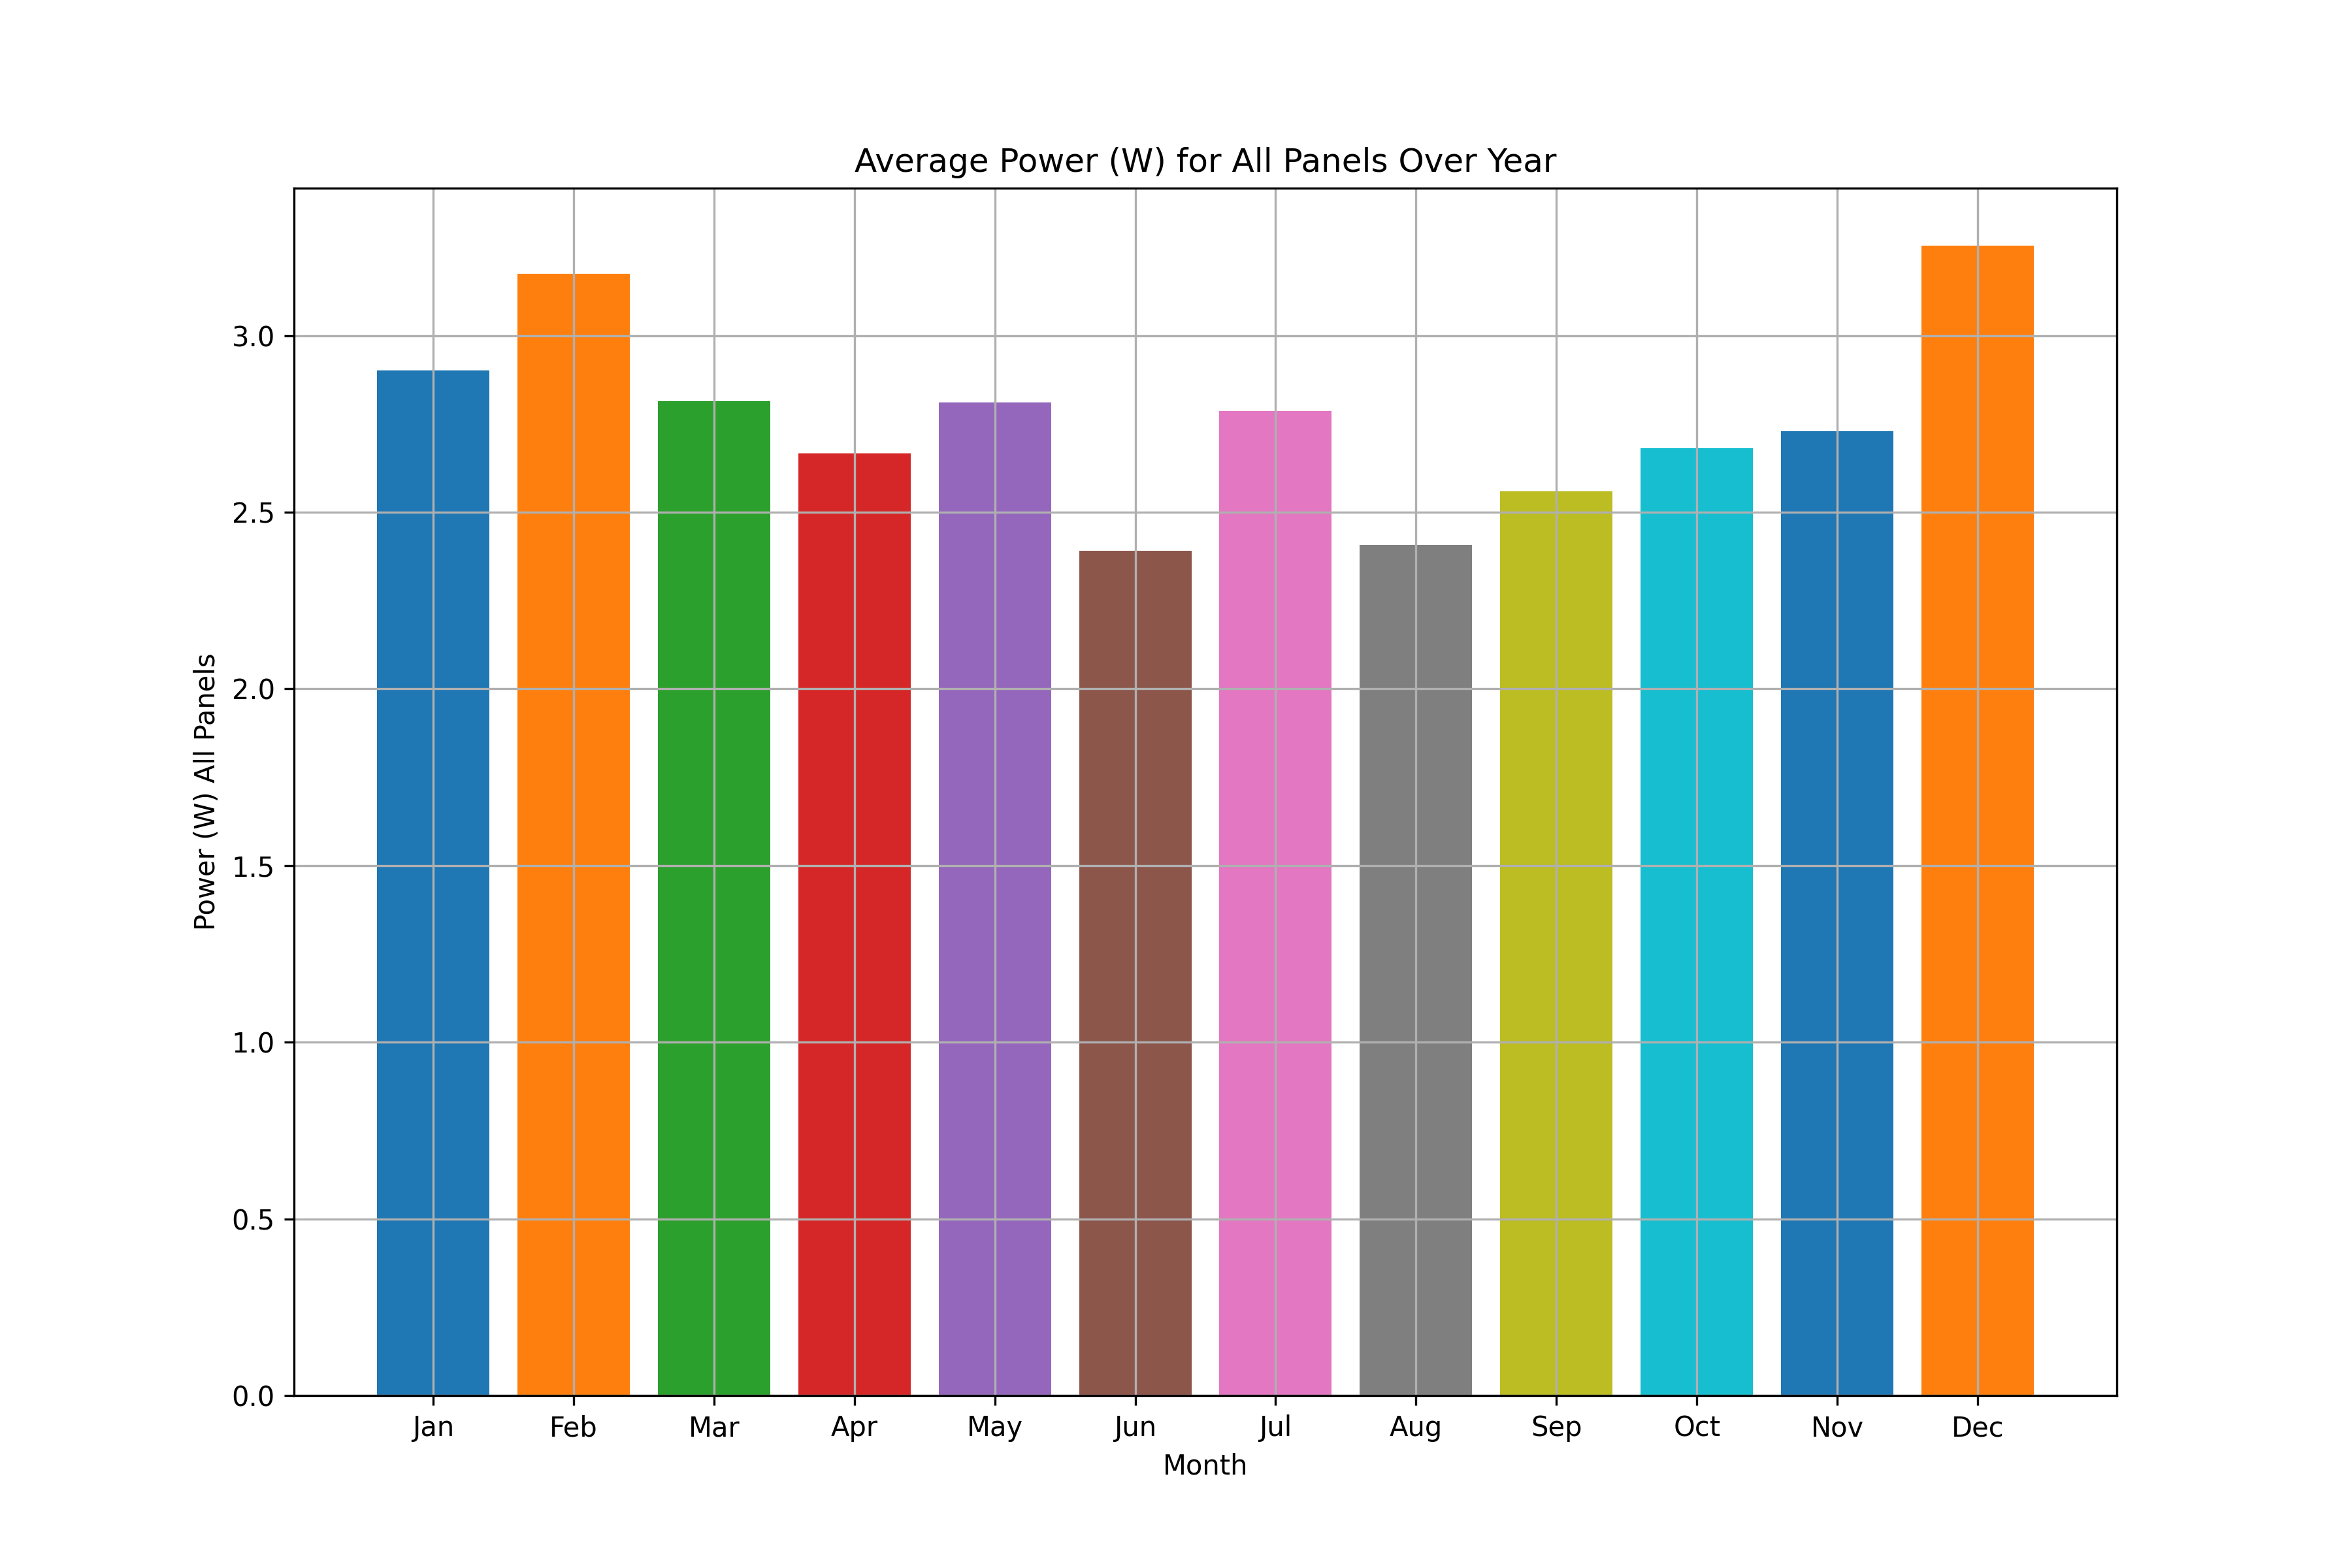 Average Power (W) for All Panels Over Year
Power (W) All Panels
3.0
2.5
2.0
1.5
1.0
0.5
0.0
Jan Feb Mar Apr May Jun Jul Aug Sep Oct Nov Dec
Month